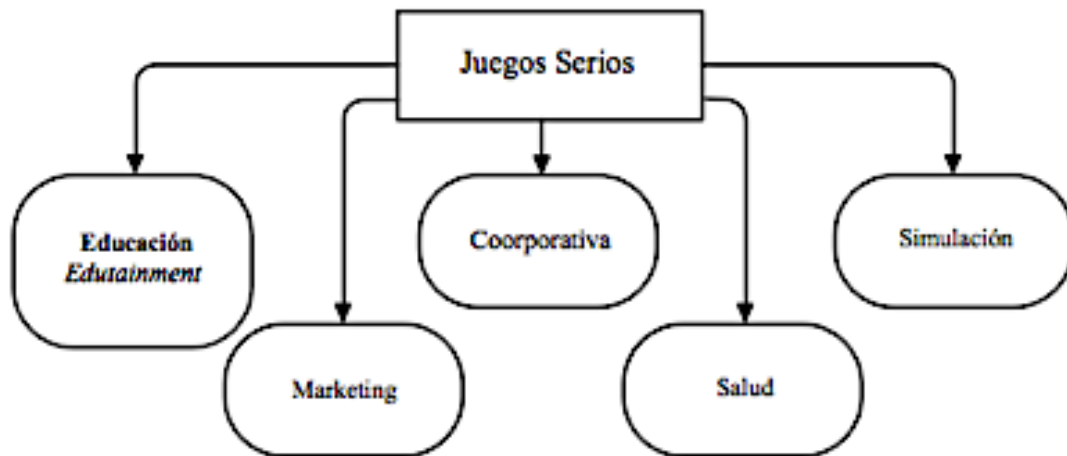 Juegos Serios
Educación
Edutainment
Coorporativa
Simulación
Marketing
Salud